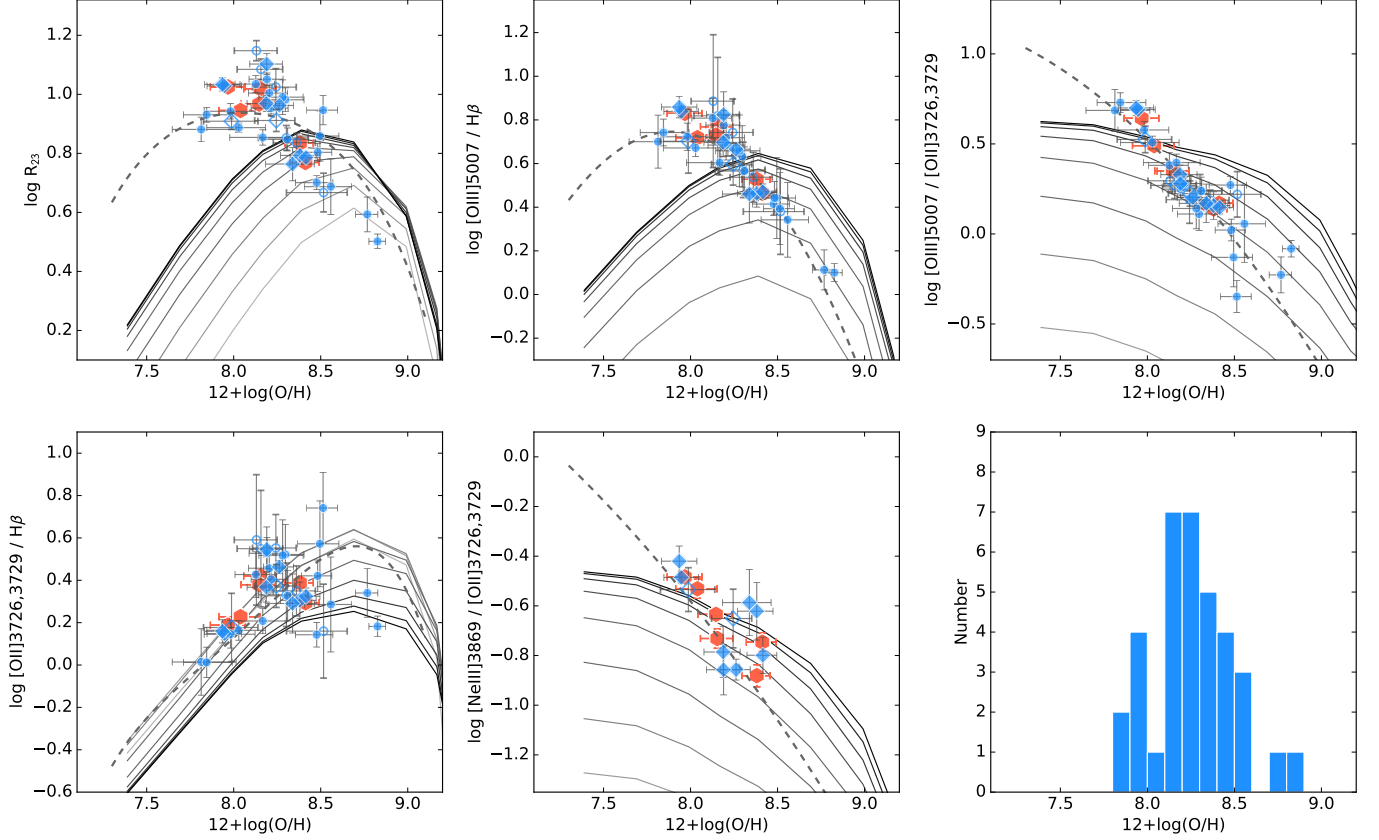 1.2
1.0
0.8
0.6
0.4
0.2
log R23
7.5 8.0 8.5 9.0
12+log(O/H)
1.2
1.0
0.8
0.6
0.4
0.2
0.0
−0.2
log [OIII]5007 / Hβ
7.5 8.0 8.5 9.0
12+log(O/H)
1.0
0.5
0.0
−0.5
log [OIII]5007 / [OII]3726,3729
7.5 8.0 8.5 9.0
12+log(O/H)
1.0
0.8
0.6
0.4
0.2
0.0
−0.2
−0.4
−0.6
log [OII]3726,3729 / Hβ
7.5 8.0 8.5 9.0
12+log(O/H)
0.0
−0.2
−0.4
−0.6
−0.8
−1.0
−1.2
log [NeIII]3869 / [OII]3726,3729
7.5 8.0 8.5 9.0
12+log(O/H)
9
8
7
6
5
4
3
2
1
0
Number
7.5 8.0 8.5 9.0
12+log(O/H)